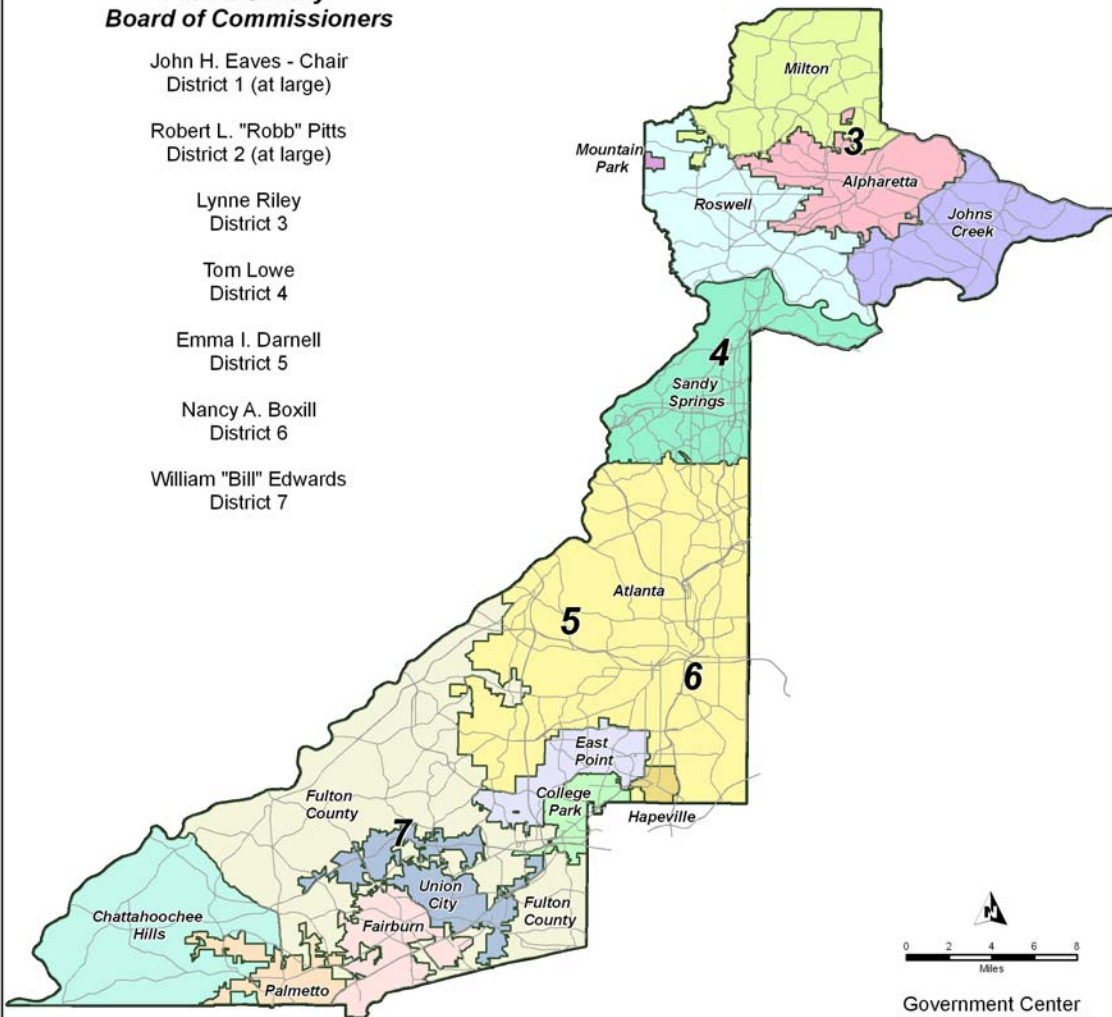 Board of Commissioners
John H. Eaves - Chair
District 1 (at large)
Robert L. "Robb" Pitts
District 2 (at large)
Lynne Riley
District 3
Tom Lowe
District 4
Emma I. Darnell
District 5
Nancy A. Boxill
District 6
William "Bill" Edwards
District 7
Milton
3
Mountain
Park
Alpharetta
Roswell
Johns
Creek
4
Sandy
Springs
Atlanta
5
6
East
Point
College
Park
Hapeville
Fulton
County
7
Union
City
Fulton
County
Chattahoochee
Hills
Fairburn
Palmetto
N
0 2 4 6 8
Miles
Government Center